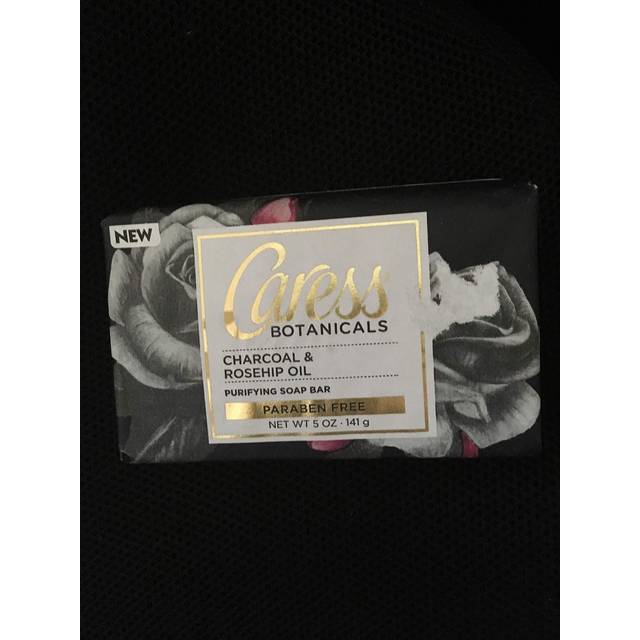 NEW
Caress
BOTANICALS
CHARCOAL &
ROSEHIP OIL
PURIFYING SOAP BAR
PARABEN FREE
NET WT 5 OZ · 141 g